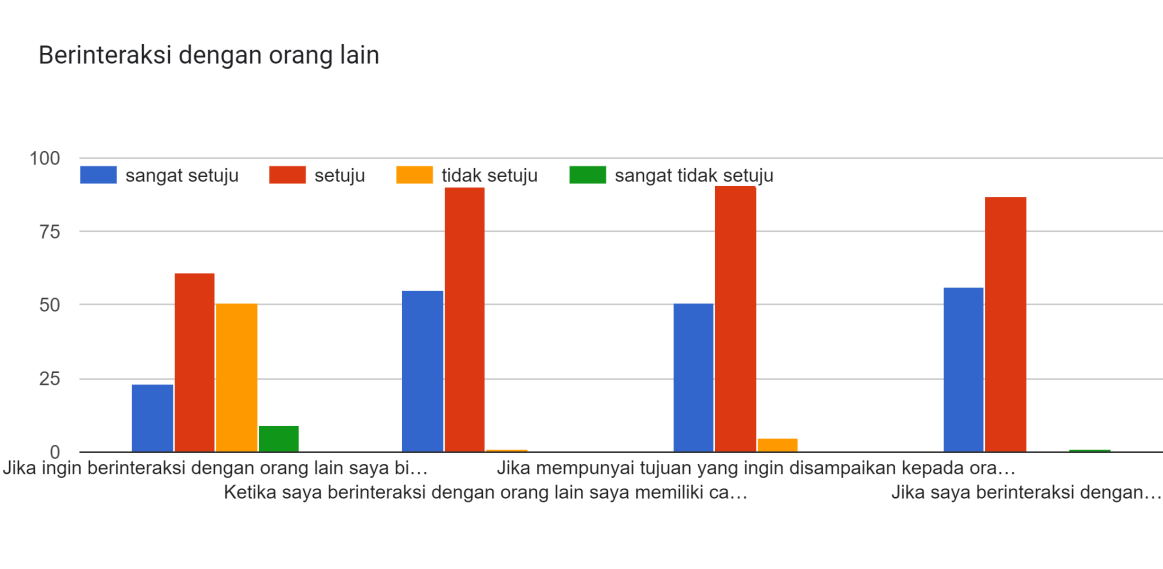 Berinteraksi dengan orang lain
100
sangat setuju
setuju
tidak setuju
sangat tidak setuju
75
50
25
0
Jika ingin berinteraksi dengan orang lain saya bi…
Jika mempunyai tujuan yang ingin disampaikan kepada ora…
Ketika saya berinteraksi dengan orang lain saya memiliki ca…
Jika saya berinteraksi dengan…